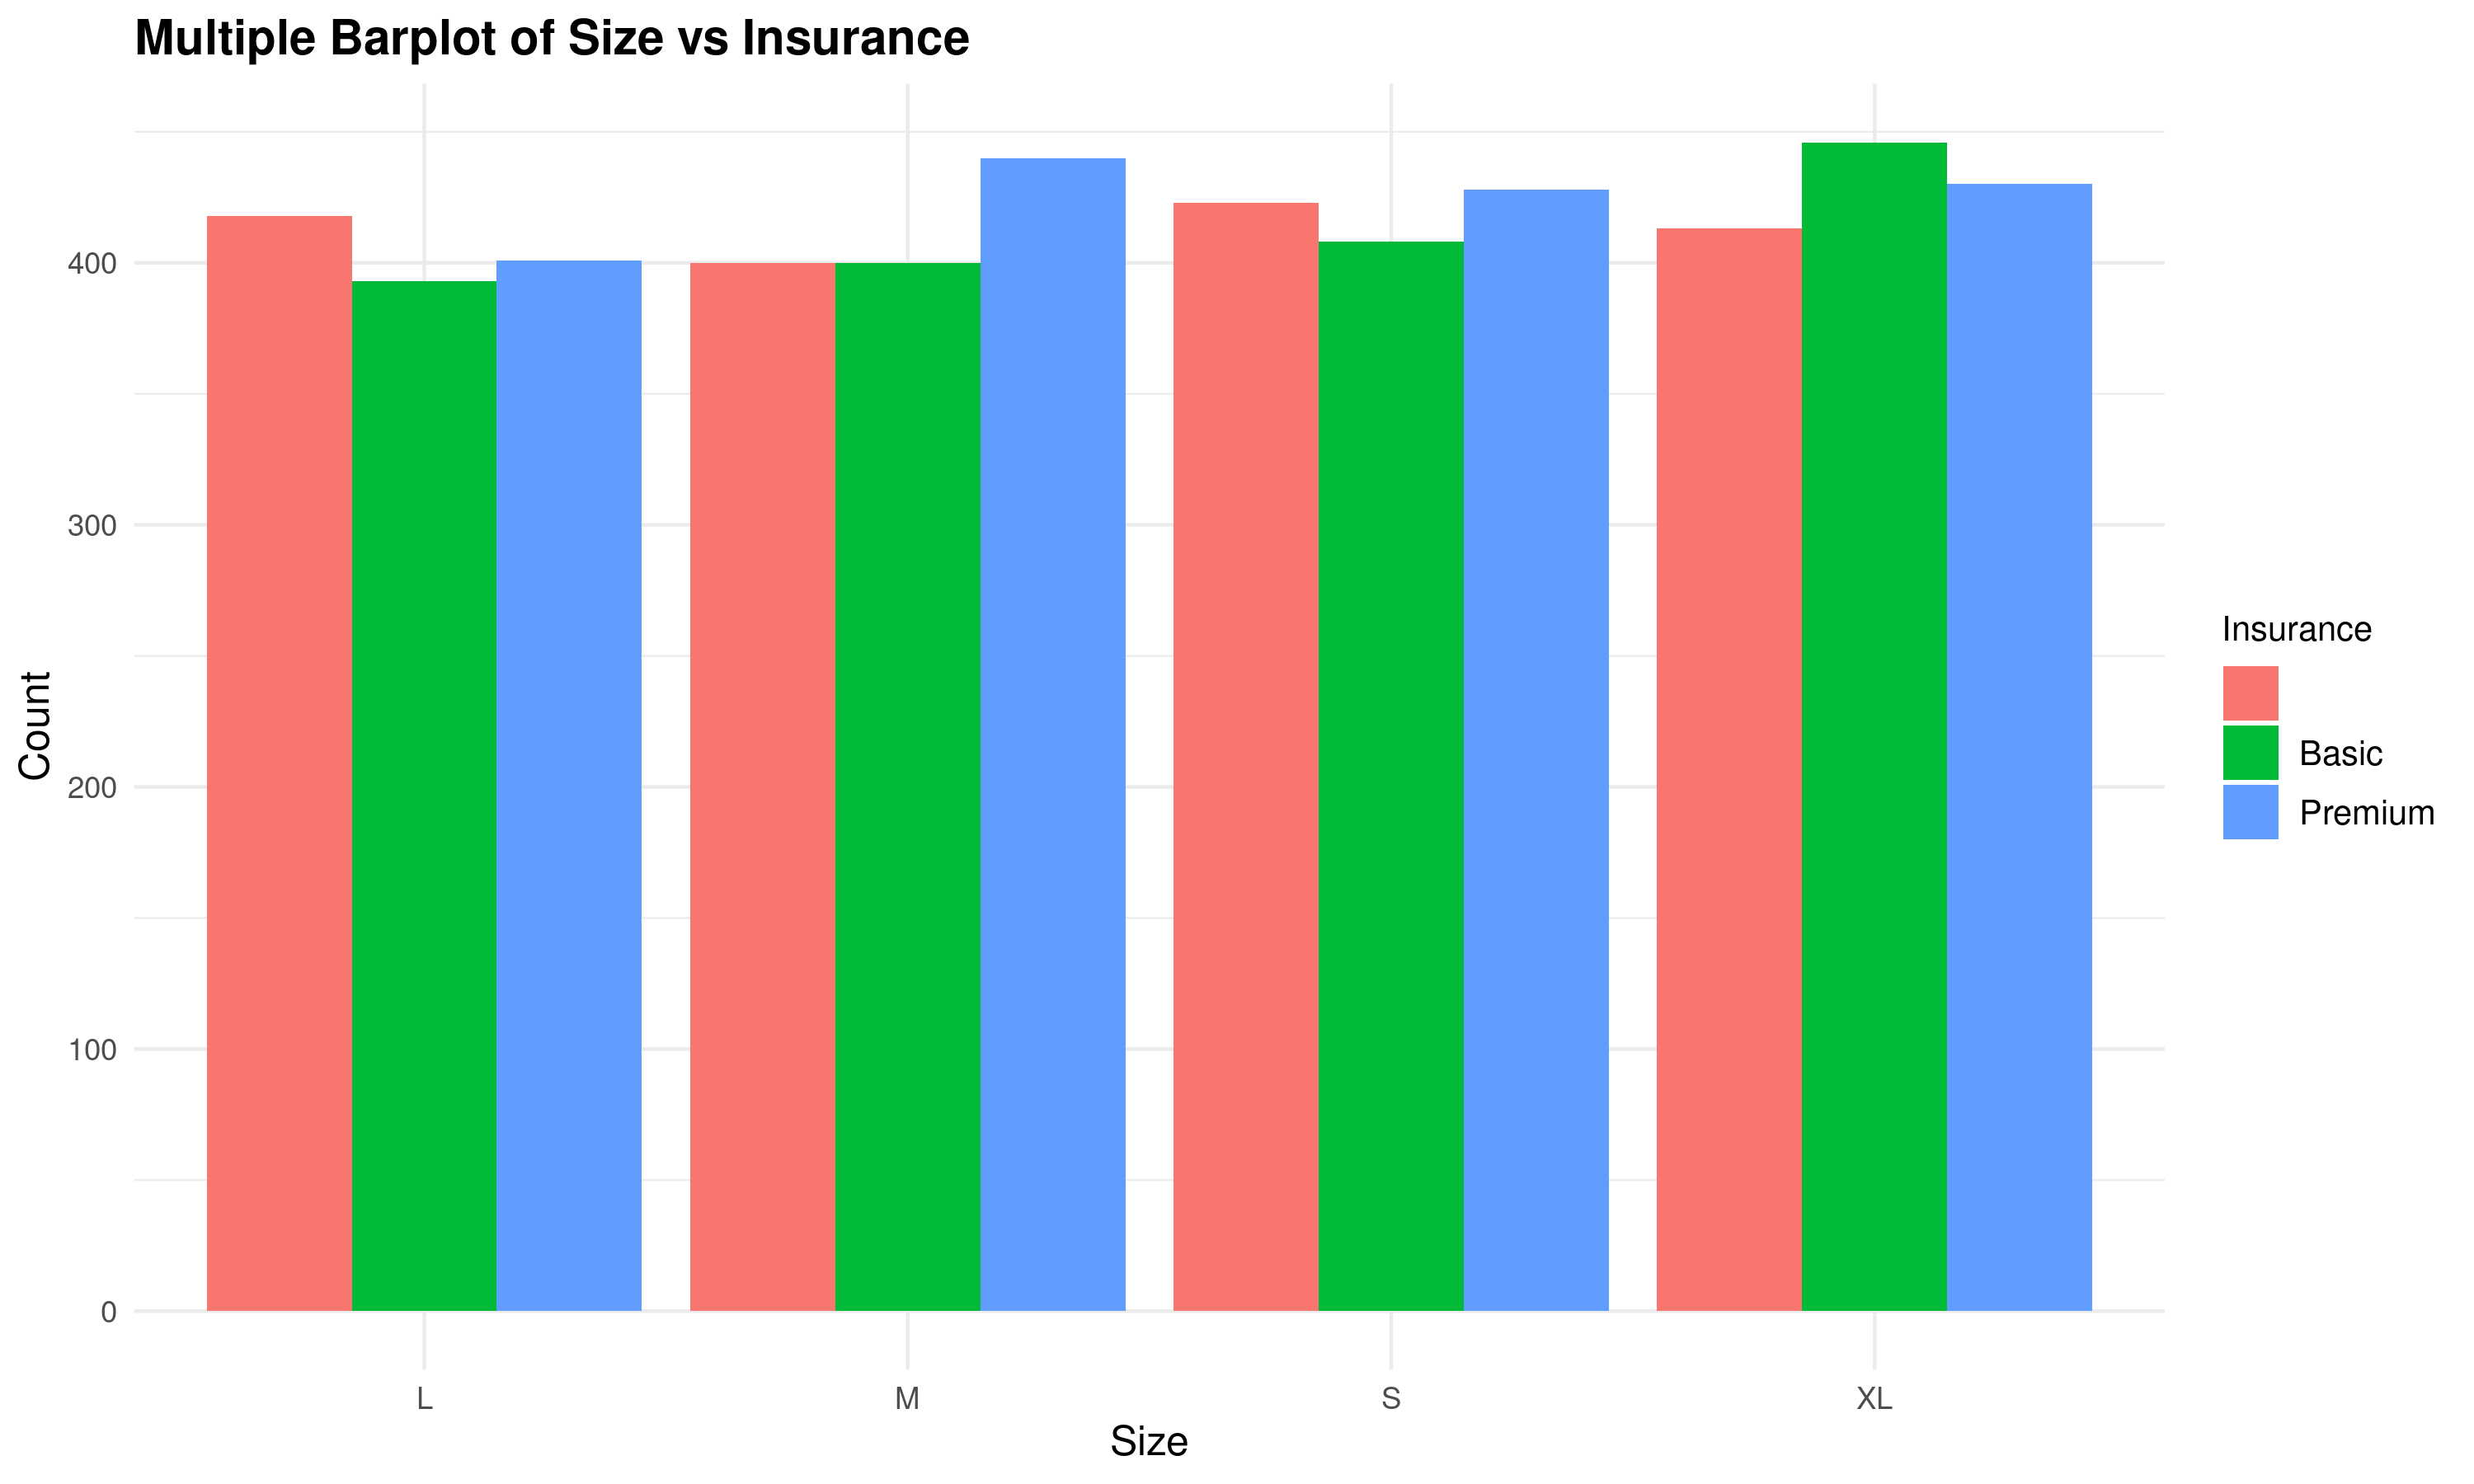 Multiple Barplot of Size vs Insurance
Count
400
300
200
100
0
L
M
S
XL
Size
Insurance
Basic
Premium